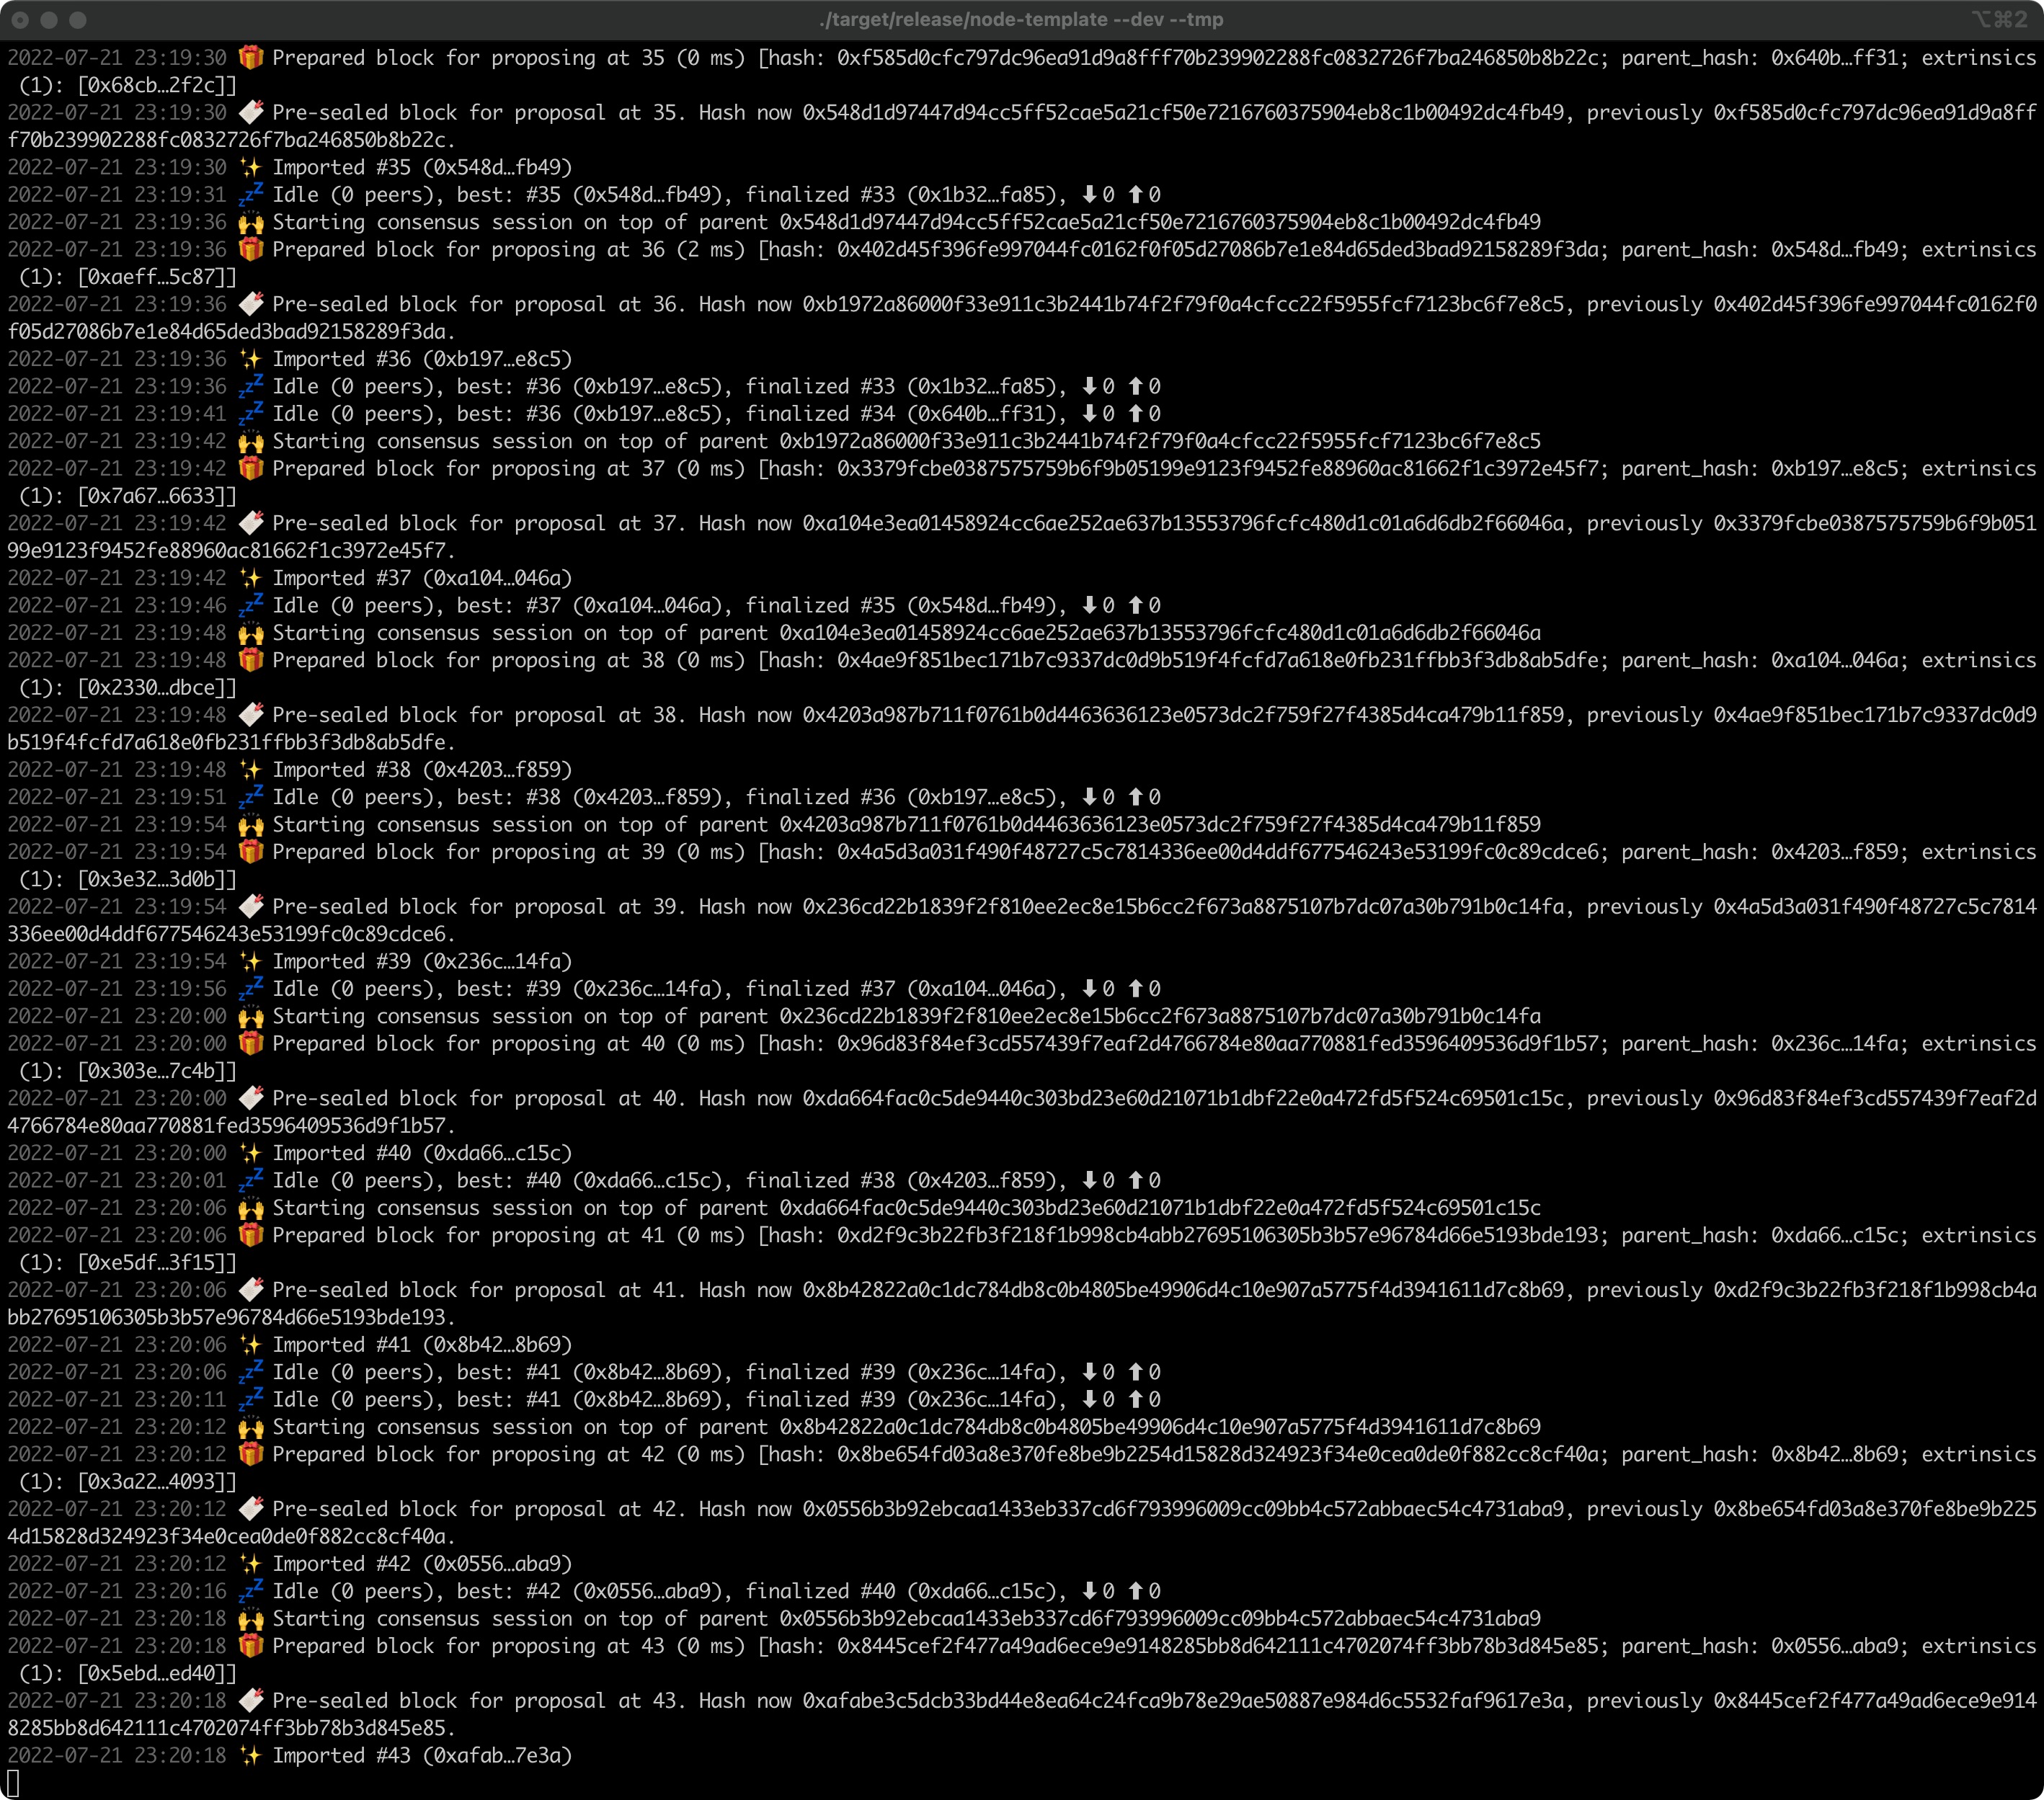 ./target/release/node-template --dev --tmp
⌥⌘2
2022-07-21 23:19:30 🎁 Prepared block for proposing at 35 (0 ms) [hash: 0xf585d0cfc797dc96ea91d9a8fff70b239902288fc0832726f7ba246850b8b22c; parent_hash: 0x640b…ff31; extrinsics
(1): [0x68cb…2f2c]]
2022-07-21 23:19:30 🔖 Pre-sealed block for proposal at 35. Hash now 0x548d1d97447d94cc5ff52cae5a21cf50e7216760375904eb8c1b00492dc4fb49, previously 0xf585d0cfc797dc96ea91d9a8ff
f70b239902288fc0832726f7ba246850b8b22c.
2022-07-21 23:19:30 ✨ Imported #35 (0x548d…fb49)
2022-07-21 23:19:31 💤 Idle (0 peers), best: #35 (0x548d…fb49), finalized #33 (0x1b32…fa85), ⬇ 0 ⬆ 0
2022-07-21 23:19:36 🙌 Starting consensus session on top of parent 0x548d1d97447d94cc5ff52cae5a21cf50e7216760375904eb8c1b00492dc4fb49
2022-07-21 23:19:36 🎁 Prepared block for proposing at 36 (2 ms) [hash: 0x402d45f396fe997044fc0162f0f05d27086b7e1e84d65ded3bad92158289f3da; parent_hash: 0x548d…fb49; extrinsics
(1): [0xaeff…5c87]]
2022-07-21 23:19:36 🔖 Pre-sealed block for proposal at 36. Hash now 0xb1972a86000f33e911c3b2441b74f2f79f0a4cfcc22f5955fcf7123bc6f7e8c5, previously 0x402d45f396fe997044fc0162f0
f05d27086b7e1e84d65ded3bad92158289f3da.
2022-07-21 23:19:36 ✨ Imported #36 (0xb197…e8c5)
2022-07-21 23:19:36 💤 Idle (0 peers), best: #36 (0xb197…e8c5), finalized #33 (0x1b32…fa85), ⬇ 0 ⬆ 0
2022-07-21 23:19:41 💤 Idle (0 peers), best: #36 (0xb197…e8c5), finalized #34 (0x640b…ff31), ⬇ 0 ⬆ 0
2022-07-21 23:19:42 🙌 Starting consensus session on top of parent 0xb1972a86000f33e911c3b2441b74f2f79f0a4cfcc22f5955fcf7123bc6f7e8c5
2022-07-21 23:19:42 🎁 Prepared block for proposing at 37 (0 ms) [hash: 0x3379fcbe0387575759b6f9b05199e9123f9452fe88960ac81662f1c3972e45f7; parent_hash: 0xb197…e8c5; extrinsics
(1): [0x7a67…6633]]
2022-07-21 23:19:42 🔖 Pre-sealed block for proposal at 37. Hash now 0xa104e3ea01458924cc6ae252ae637b13553796fcfc480d1c01a6d6db2f66046a, previously 0x3379fcbe0387575759b6f9b051
99e9123f9452fe88960ac81662f1c3972e45f7.
2022-07-21 23:19:42 ✨ Imported #37 (0xa104…046a)
2022-07-21 23:19:46 💤 Idle (0 peers), best: #37 (0xa104…046a), finalized #35 (0x548d…fb49), ⬇ 0 ⬆ 0
2022-07-21 23:19:48 🙌 Starting consensus session on top of parent 0xa104e3ea01458924cc6ae252ae637b13553796fcfc480d1c01a6d6db2f66046a
2022-07-21 23:19:48 🎁 Prepared block for proposing at 38 (0 ms) [hash: 0x4ae9f851bec171b7c9337dc0d9b519f4fcfd7a618e0fb231ffbb3f3db8ab5dfe; parent_hash: 0xa104…046a; extrinsics
(1): [0x2330…dbce]]
2022-07-21 23:19:48 🔖 Pre-sealed block for proposal at 38. Hash now 0x4203a987b711f0761b0d4463636123e0573dc2f759f27f4385d4ca479b11f859, previously 0x4ae9f851bec171b7c9337dc0d9
b519f4fcfd7a618e0fb231ffbb3f3db8ab5dfe.
2022-07-21 23:19:48 ✨ Imported #38 (0x4203…f859)
2022-07-21 23:19:51 💤 Idle (0 peers), best: #38 (0x4203…f859), finalized #36 (0xb197…e8c5), ⬇ 0 ⬆ 0
2022-07-21 23:19:54 🙌 Starting consensus session on top of parent 0x4203a987b711f0761b0d4463636123e0573dc2f759f27f4385d4ca479b11f859
2022-07-21 23:19:54 🎁 Prepared block for proposing at 39 (0 ms) [hash: 0x4a5d3a031f490f48727c5c7814336ee00d4ddf677546243e53199fc0c89cdce6; parent_hash: 0x4203…f859; extrinsics
(1): [0x3e32…3d0b]]
2022-07-21 23:19:54 🔖 Pre-sealed block for proposal at 39. Hash now 0x236cd22b1839f2f810ee2ec8e15b6cc2f673a8875107b7dc07a30b791b0c14fa, previously 0x4a5d3a031f490f48727c5c7814
336ee00d4ddf677546243e53199fc0c89cdce6.
2022-07-21 23:19:54 ✨ Imported #39 (0x236c…14fa)
2022-07-21 23:19:56 💤 Idle (0 peers), best: #39 (0x236c…14fa), finalized #37 (0xa104…046a), ⬇ 0 ⬆ 0
2022-07-21 23:20:00 🙌 Starting consensus session on top of parent 0x236cd22b1839f2f810ee2ec8e15b6cc2f673a8875107b7dc07a30b791b0c14fa
2022-07-21 23:20:00 🎁 Prepared block for proposing at 40 (0 ms) [hash: 0x96d83f84ef3cd557439f7eaf2d4766784e80aa770881fed3596409536d9f1b57; parent_hash: 0x236c…14fa; extrinsics
(1): [0x303e…7c4b]]
2022-07-21 23:20:00 🔖 Pre-sealed block for proposal at 40. Hash now 0xda664fac0c5de9440c303bd23e60d21071b1dbf22e0a472fd5f524c69501c15c, previously 0x96d83f84ef3cd557439f7eaf2d
4766784e80aa770881fed3596409536d9f1b57.
2022-07-21 23:20:00 ✨ Imported #40 (0xda66…c15c)
2022-07-21 23:20:01 💤 Idle (0 peers), best: #40 (0xda66…c15c), finalized #38 (0x4203…f859), ⬇ 0 ⬆ 0
2022-07-21 23:20:06 🙌 Starting consensus session on top of parent 0xda664fac0c5de9440c303bd23e60d21071b1dbf22e0a472fd5f524c69501c15c
2022-07-21 23:20:06 🎁 Prepared block for proposing at 41 (0 ms) [hash: 0xd2f9c3b22fb3f218f1b998cb4abb27695106305b3b57e96784d66e5193bde193; parent_hash: 0xda66…c15c; extrinsics
(1): [0xe5df…3f15]]
2022-07-21 23:20:06 🔖 Pre-sealed block for proposal at 41. Hash now 0x8b42822a0c1dc784db8c0b4805be49906d4c10e907a5775f4d3941611d7c8b69, previously 0xd2f9c3b22fb3f218f1b998cb4a
bb27695106305b3b57e96784d66e5193bde193.
2022-07-21 23:20:06 ✨ Imported #41 (0x8b42…8b69)
2022-07-21 23:20:06 💤 Idle (0 peers), best: #41 (0x8b42…8b69), finalized #39 (0x236c…14fa), ⬇ 0 ⬆ 0
2022-07-21 23:20:11 💤 Idle (0 peers), best: #41 (0x8b42…8b69), finalized #39 (0x236c…14fa), ⬇ 0 ⬆ 0
2022-07-21 23:20:12 🙌 Starting consensus session on top of parent 0x8b42822a0c1dc784db8c0b4805be49906d4c10e907a5775f4d3941611d7c8b69
2022-07-21 23:20:12 🎁 Prepared block for proposing at 42 (0 ms) [hash: 0x8be654fd03a8e370fe8be9b2254d15828d324923f34e0cea0de0f882cc8cf40a; parent_hash: 0x8b42…8b69; extrinsics
(1): [0x3a22…4093]]
2022-07-21 23:20:12 🔖 Pre-sealed block for proposal at 42. Hash now 0x0556b3b92ebcaa1433eb337cd6f793996009cc09bb4c572abbaec54c4731aba9, previously 0x8be654fd03a8e370fe8be9b225
4d15828d324923f34e0cea0de0f882cc8cf40a.
2022-07-21 23:20:12 ✨ Imported #42 (0x0556…aba9)
2022-07-21 23:20:16 💤 Idle (0 peers), best: #42 (0x0556…aba9), finalized #40 (0xda66…c15c), ⬇ 0 ⬆ 0
2022-07-21 23:20:18 🙌 Starting consensus session on top of parent 0x0556b3b92ebcaa1433eb337cd6f793996009cc09bb4c572abbaec54c4731aba9
2022-07-21 23:20:18 🎁 Prepared block for proposing at 43 (0 ms) [hash: 0x8445cef2f477a49ad6ece9e9148285bb8d642111c4702074ff3bb78b3d845e85; parent_hash: 0x0556…aba9; extrinsics
(1): [0x5ebd…ed40]]
2022-07-21 23:20:18 🔖 Pre-sealed block for proposal at 43. Hash now 0xafabe3c5dcb33bd44e8ea64c24fca9b78e29ae50887e984d6c5532faf9617e3a, previously 0x8445cef2f477a49ad6ece9e914
8285bb8d642111c4702074ff3bb78b3d845e85.
2022-07-21 23:20:18 ✨ Imported #43 (0xafab…7e3a)